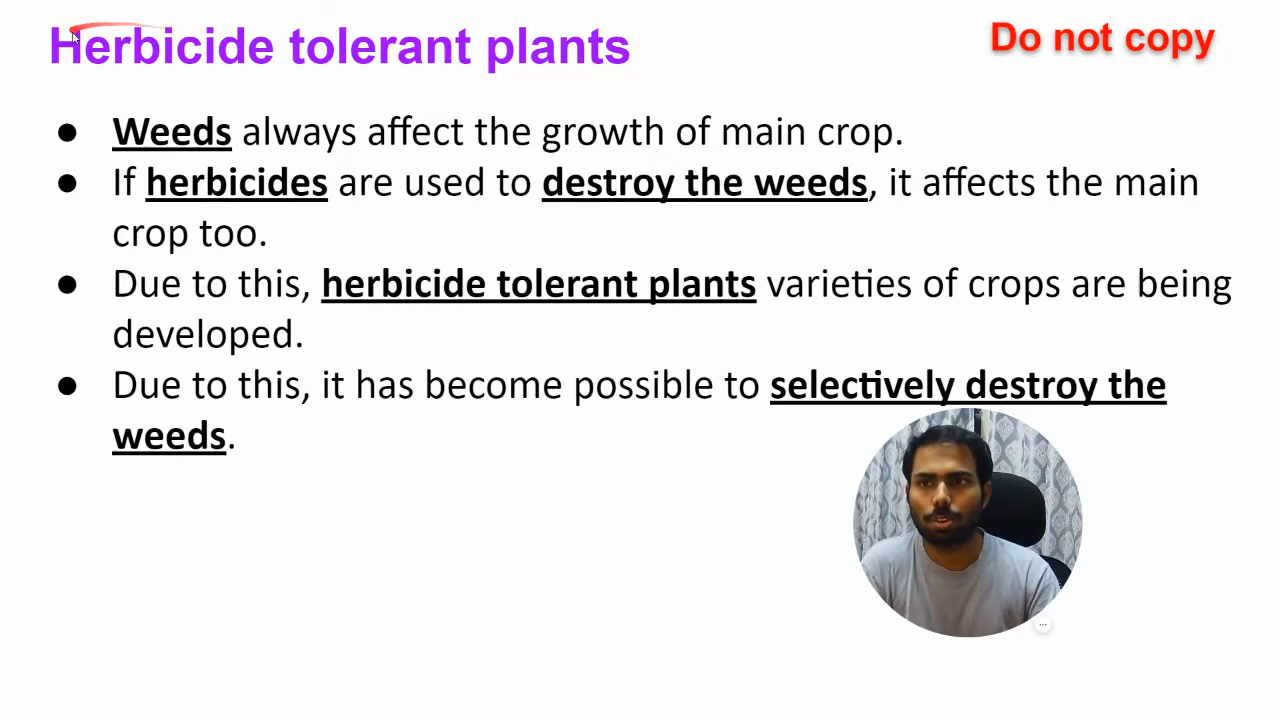 Herbicide tolerant plants
Do not copy
● Weeds always affect the growth of main crop.
● If herbicides are used to destroy the weeds, it affects the main
crop too.
● Due to this, herbicide tolerant plants varieties of crops are being
developed.
● Due to this, it has become possible to selectively destroy the
weeds.